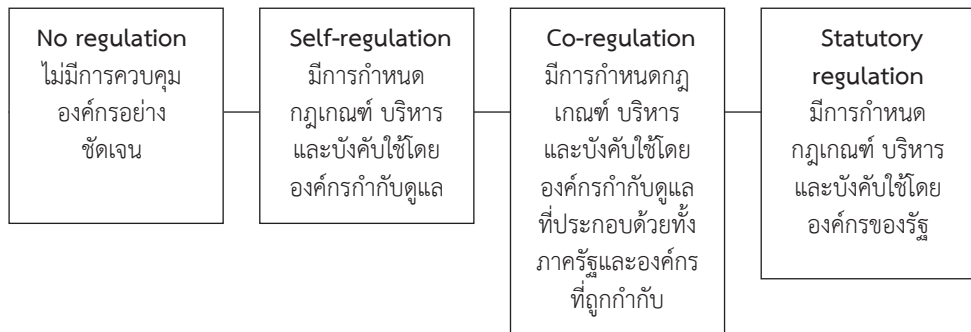 No regulation
ไม่มีการควบคุม
องค์กรอย่าง
ชัดเจน
Self-regulation
มีการกำหนด
กฎเกณฑ์ บริหาร
และบังคับใช้โดย
องค์กรกำกับดูแล
Co-regulation
มีการกำหนดกฎ
เกณฑ์ บริหาร
และบังคับใช้โดย
องค์กรกำกับดูแล
ที่ประกอบด้วยทั้ง
ภาครัฐและองค์กร
ที่ถูกกำกับ
Statutory
regulation
มีการกำหนด
กฎเกณฑ์ บริหาร
และบังคับใช้โดย
องค์กรของรัฐ